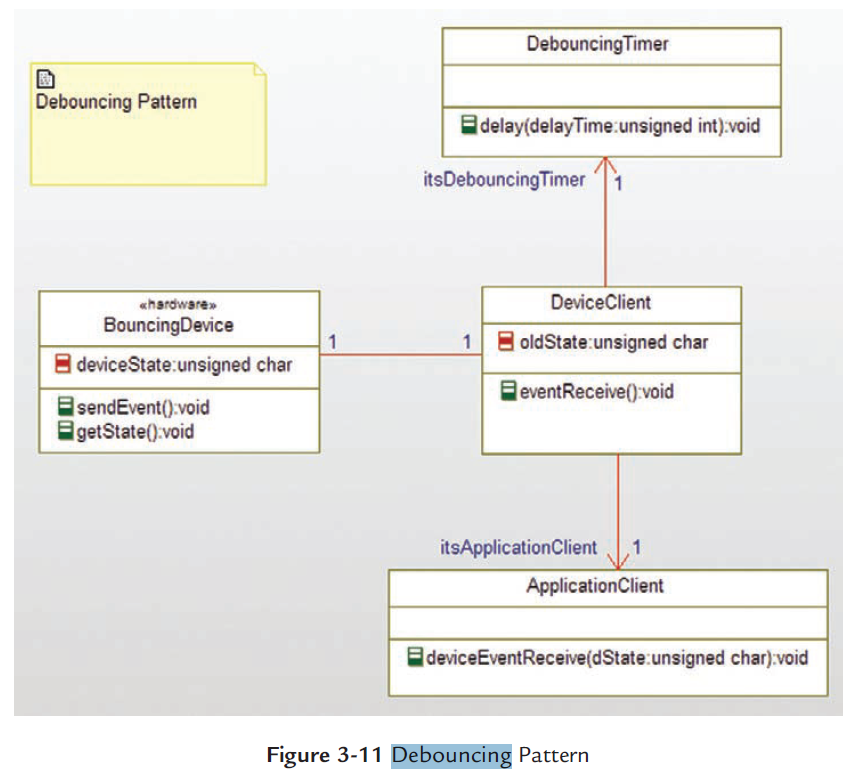 Debouncing Pattern
DebouncingTimer
delay(delayTime:unsigned int):void
itsDebouncingTimer
1
«hardware»
BouncingDevice
deviceState:unsigned char
sendEvent():void
getState():void
1
1
DeviceClient
oldState:unsigned char
eventReceive():void
itsApplicationClient
1
ApplicationClient
deviceEventReceive(dState:unsigned char):void
Figure 3-11 Debouncing Pattern